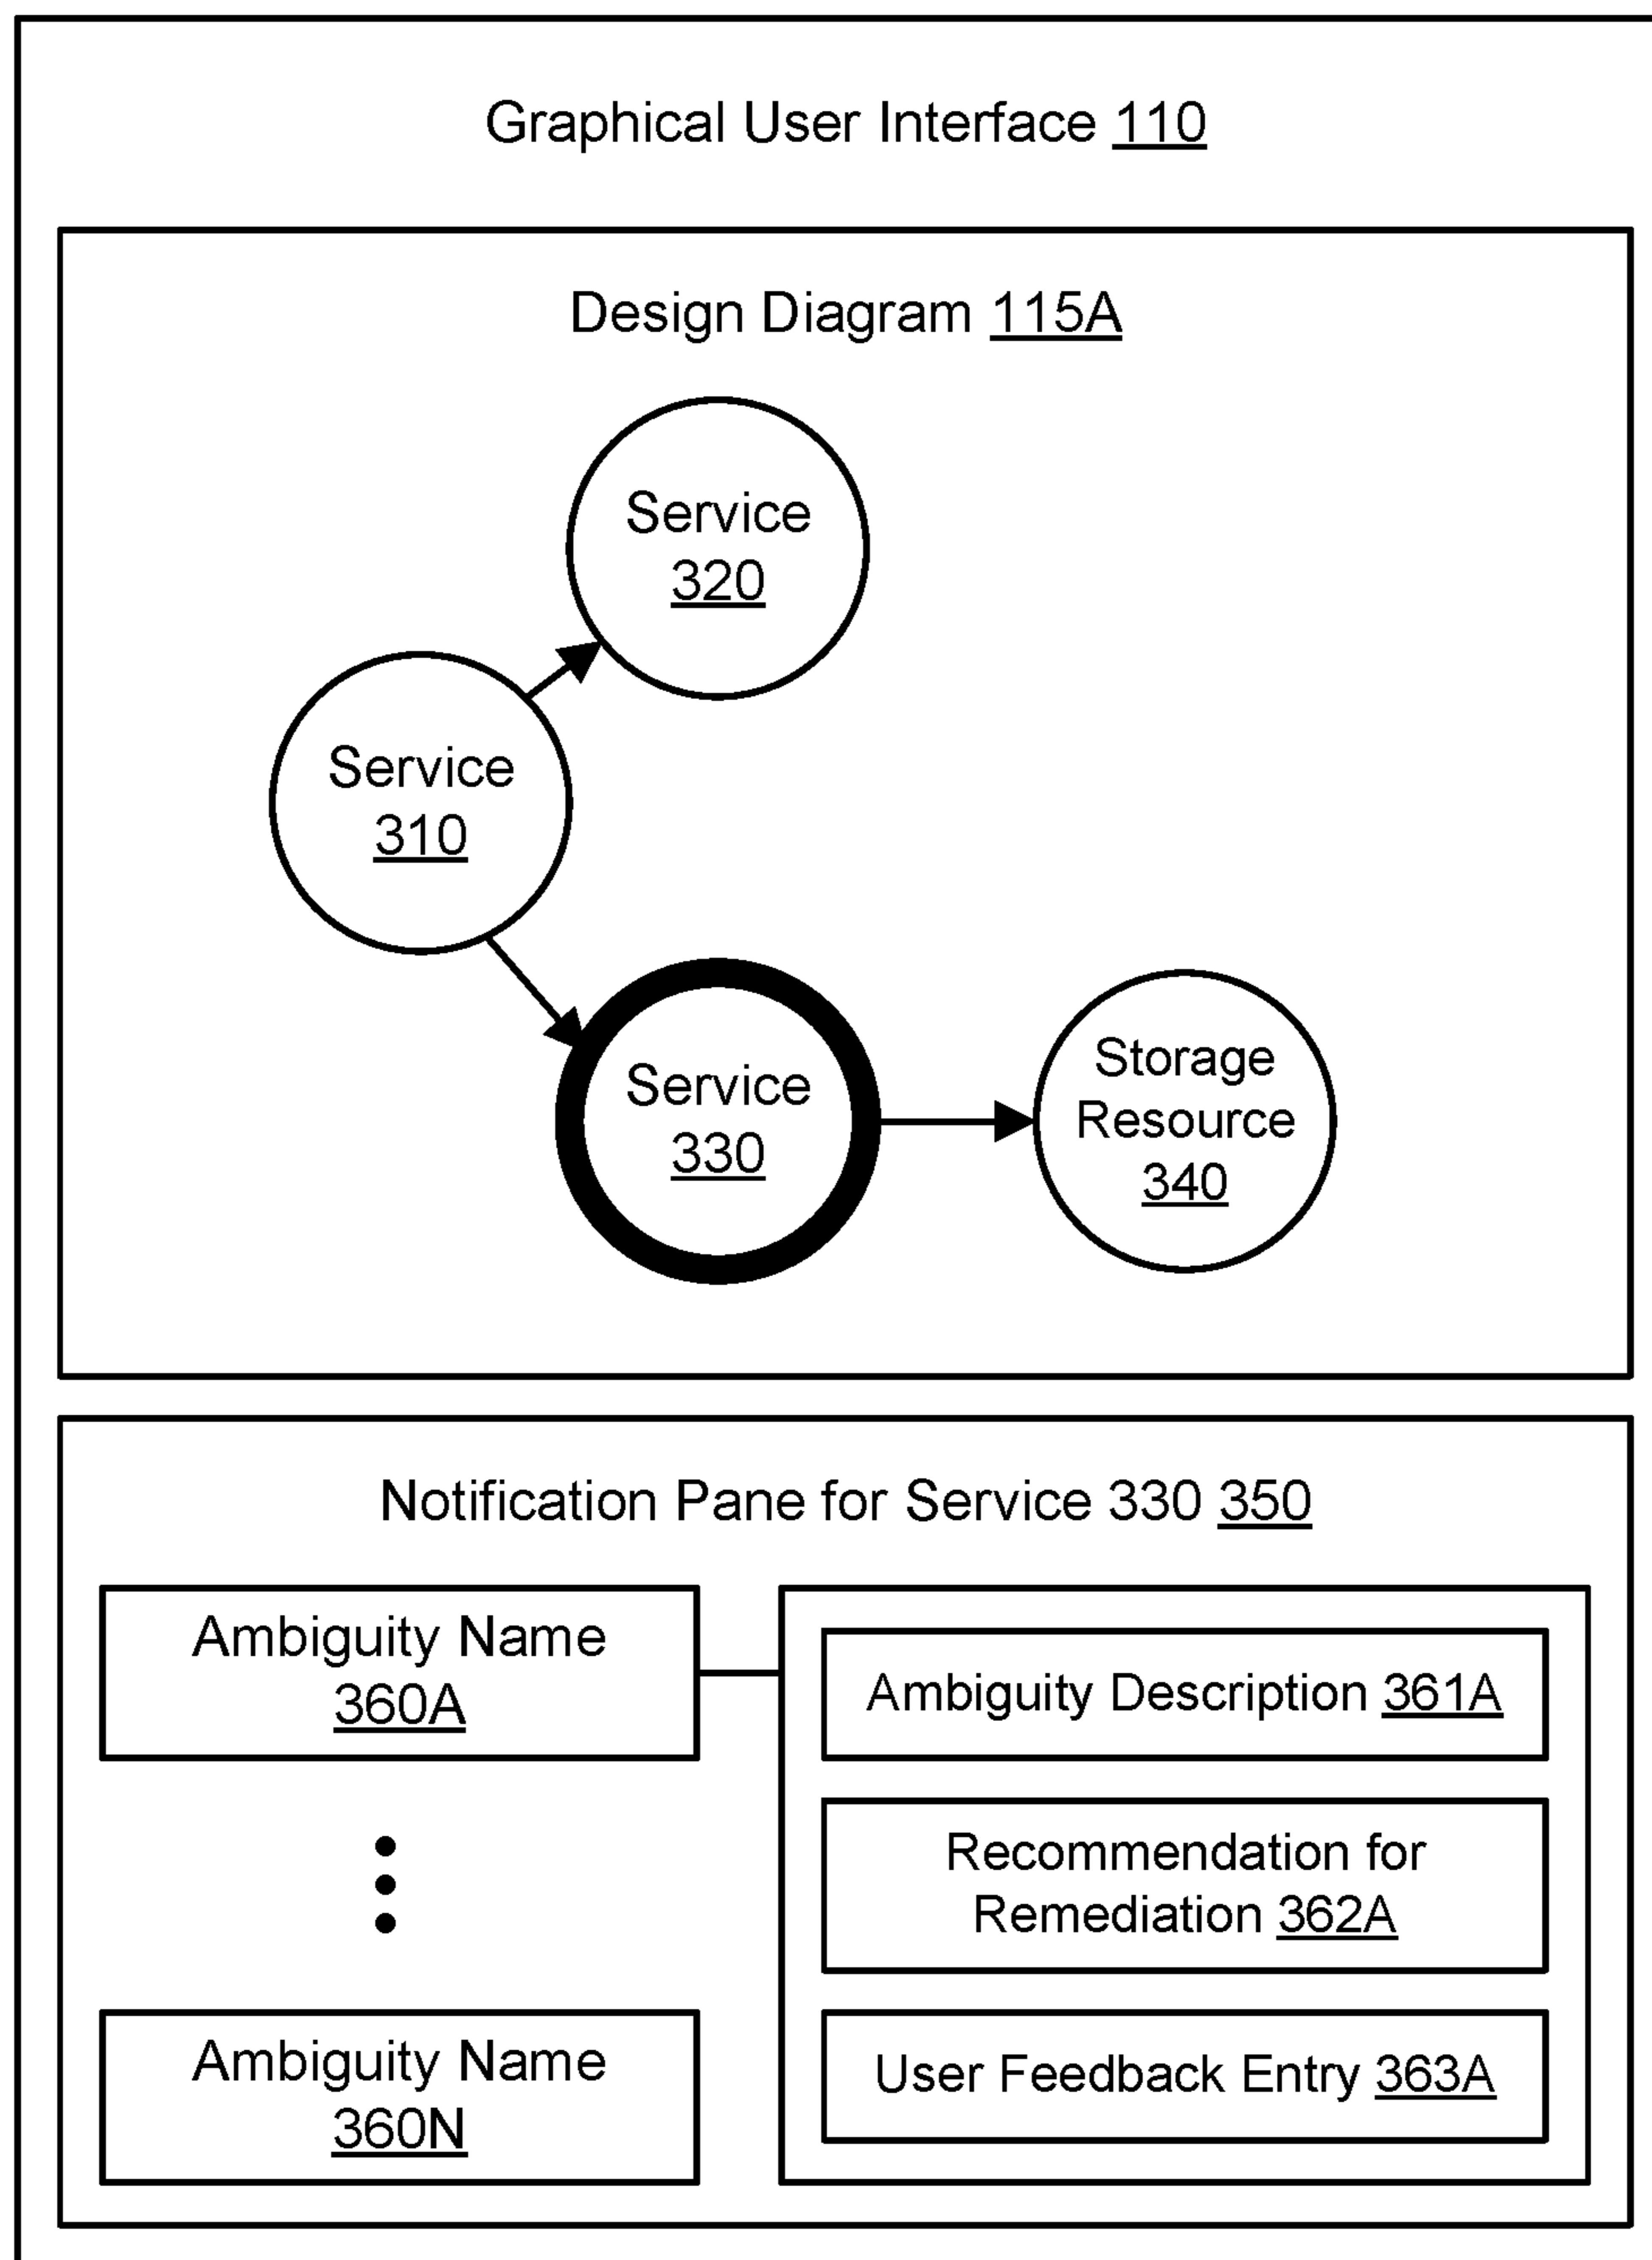 Graphical User Interface 110
Design Diagram 115A
Service
320
Service
310
Service
330
Storage
Resource
340
Notification Pane for Service 330 350
Ambiguity Name
360A
Ambiguity Description 361A
Recommendation for
Remediation 362A
Ambiguity Name
360N
User Feedback Entry 363A